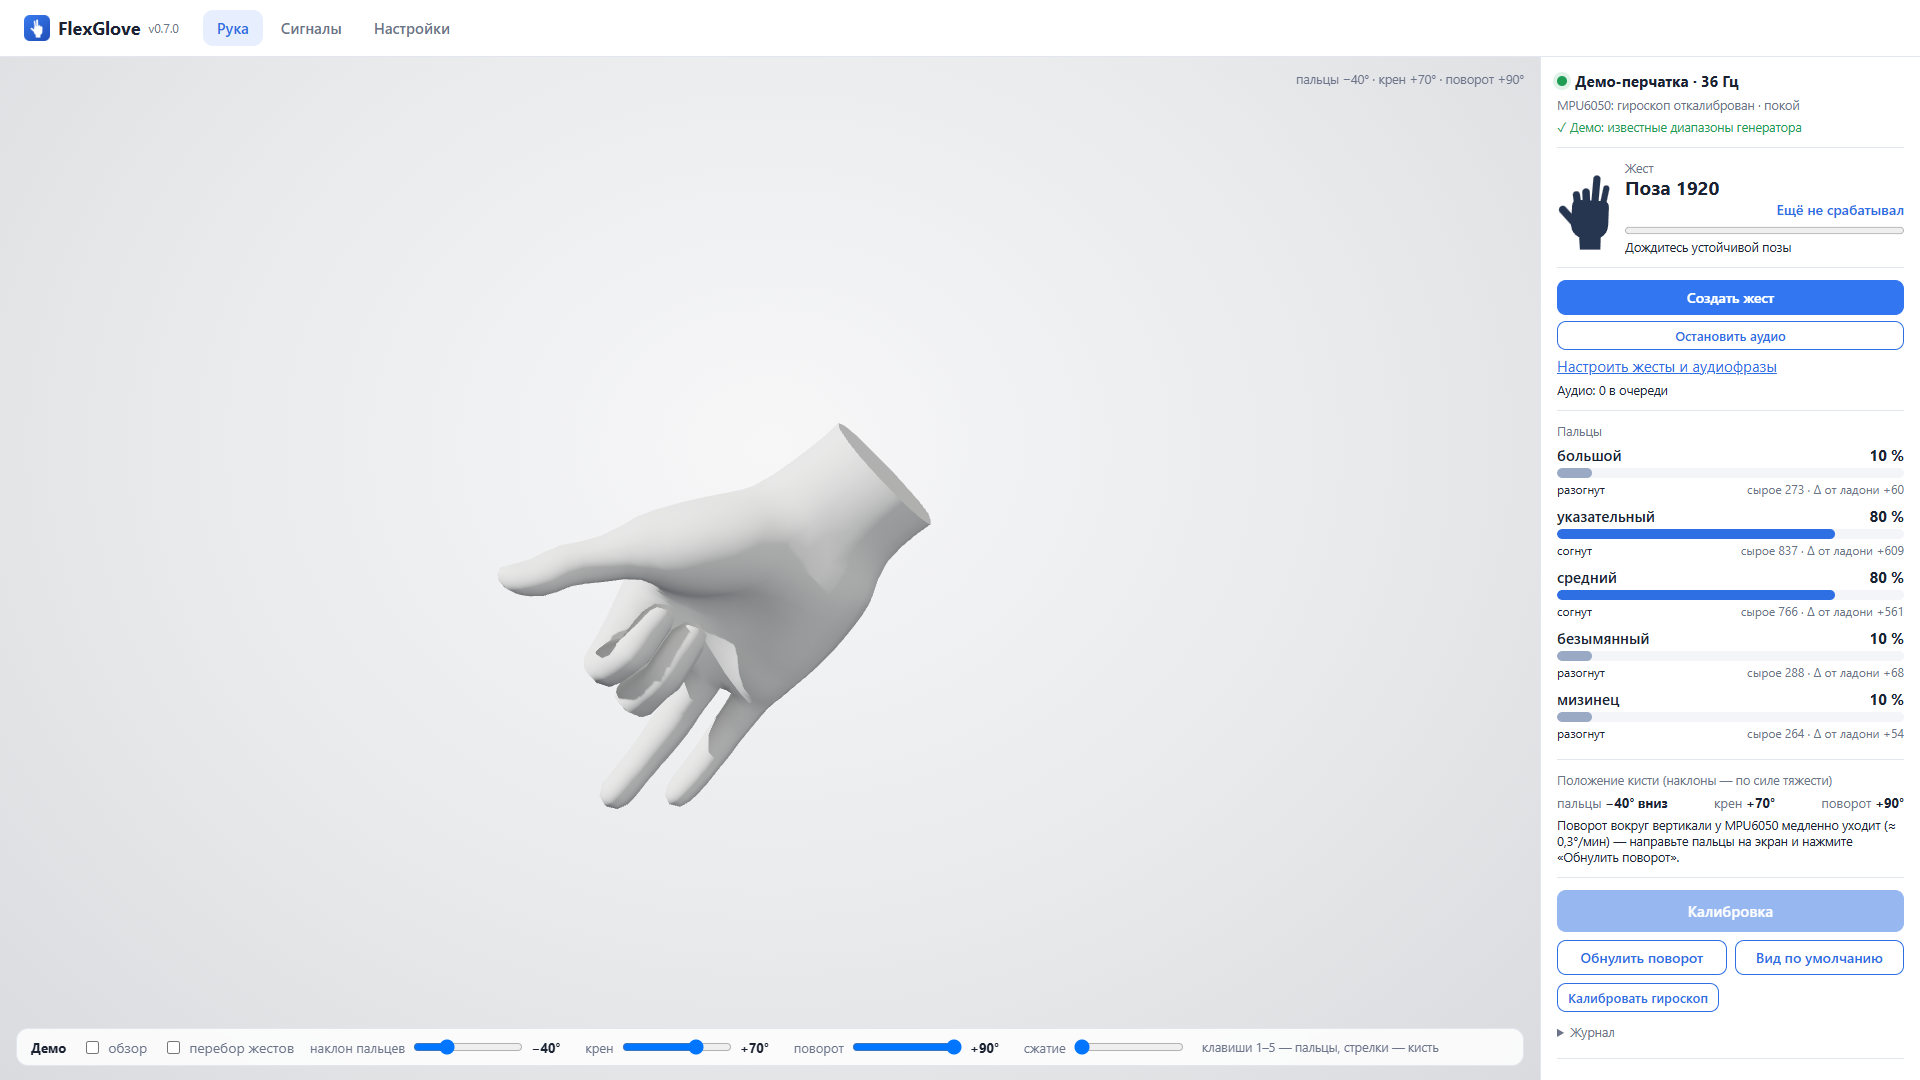 FlexGlove v0.7.0 Рука Сигналы Настройки
пальцы −40° · крен +70° · поворот +90°
Демо-перчатка · 36 Гц
MPU6050: гироскоп откалиброван · покой
✓ Демо: известные диапазоны генератора
Жест
Поза 1920
Ещё не срабатывал
Дождитесь устойчивой позы
Создать жест
Остановить аудио
Настроить жесты и аудиофразы
Аудио: 0 в очереди
Пальцы
большой 10 %
разогнут сырое 273 · Δ от ладони +60
указательный 80 %
согнут сырое 837 · Δ от ладони +609
средний 80 %
согнут сырое 766 · Δ от ладони +561
безымянный 10 %
разогнут сырое 288 · Δ от ладони +68
мизинец 10 %
разогнут сырое 264 · Δ от ладони +54
Положение кисти (наклоны — по силе тяжести)
пальцы −40° вниз крен +70° поворот +90°
Поворот вокруг вертикали у MPU6050 медленно уходит (≈
0,3°/мин) — направьте пальцы на экран и нажмите
«Обнулить поворот».
Калибровка
Обнулить поворот Вид по умолчанию
Калибровать гироскоп
Журнал
Демо обзор перебор жестов наклон пальцев −40° крен +70° поворот +90° сжатие клавиши 1–5 — пальцы, стрелки — кисть